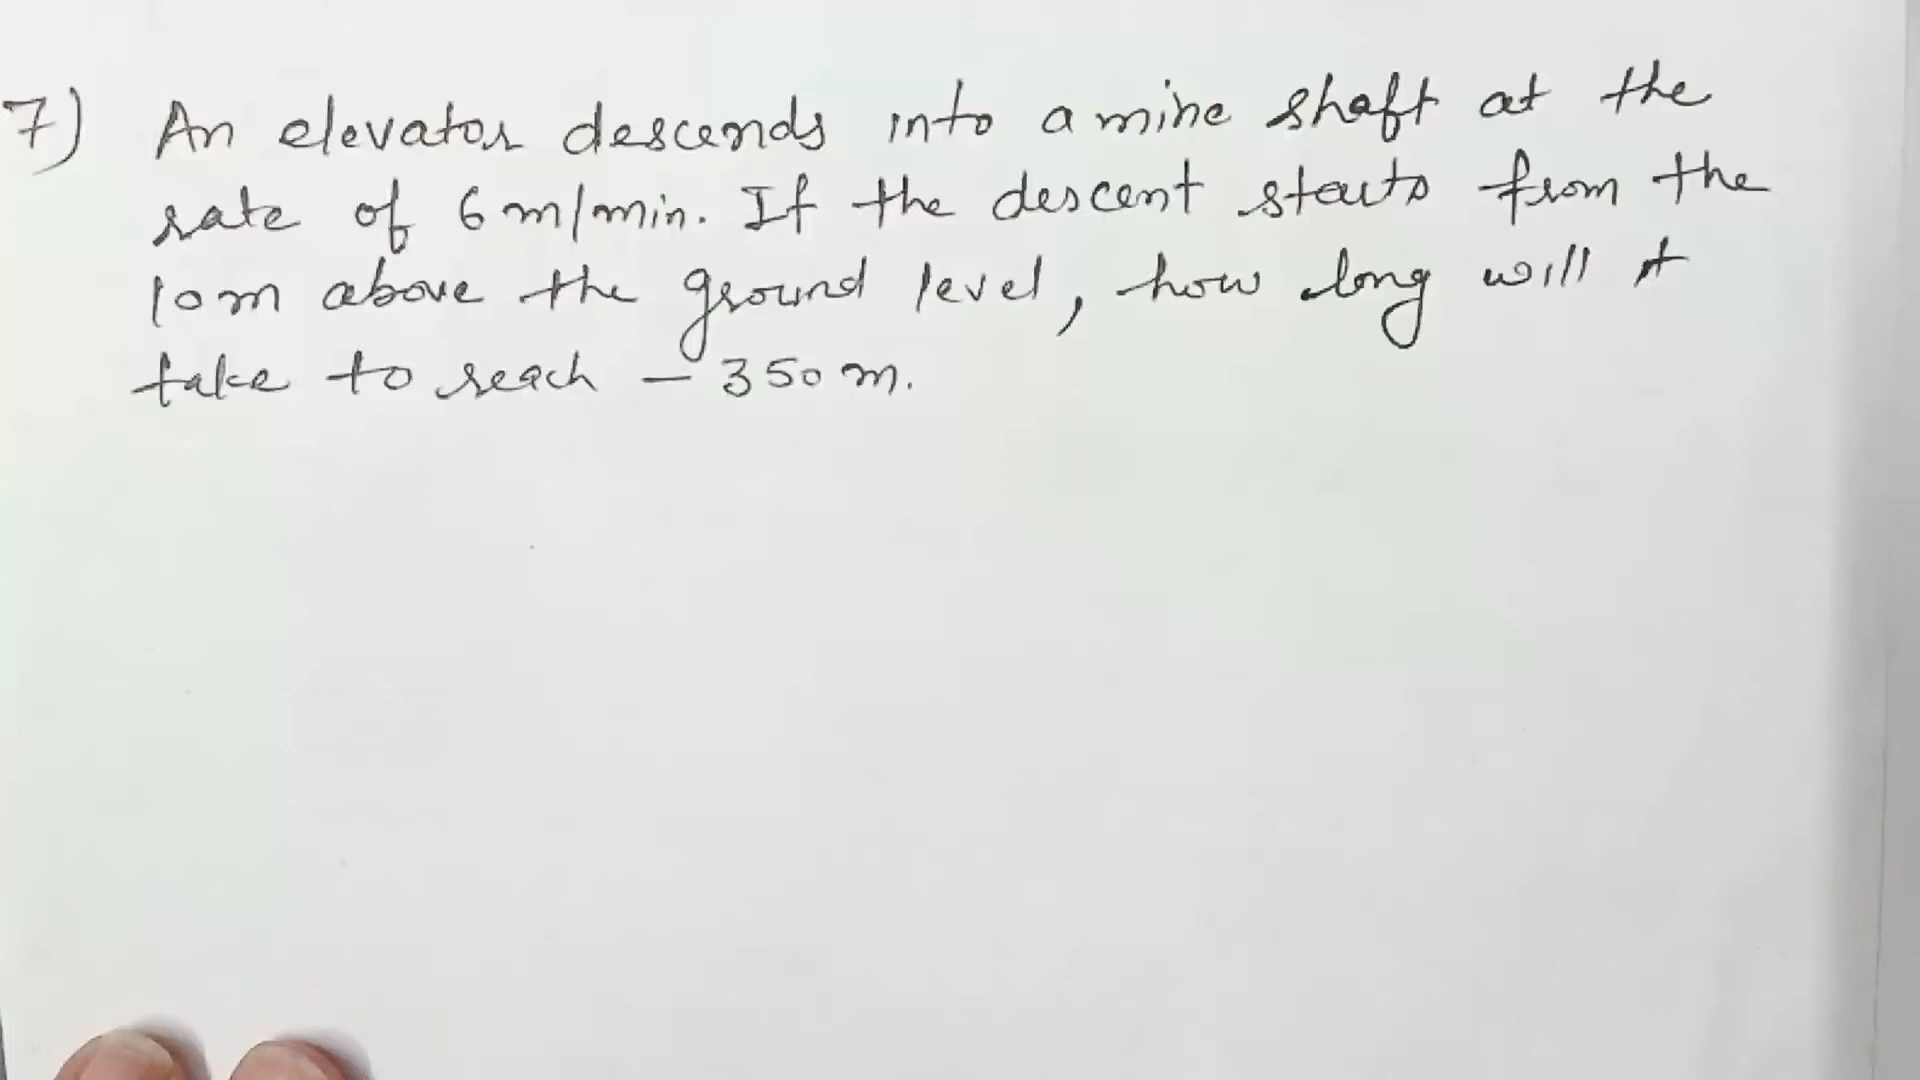 7) An elevator descends into a mine shaft at the
rate of 6 m/min. If the descent starts from the
10m above the ground level, how long will it
take to reach - 350 m.